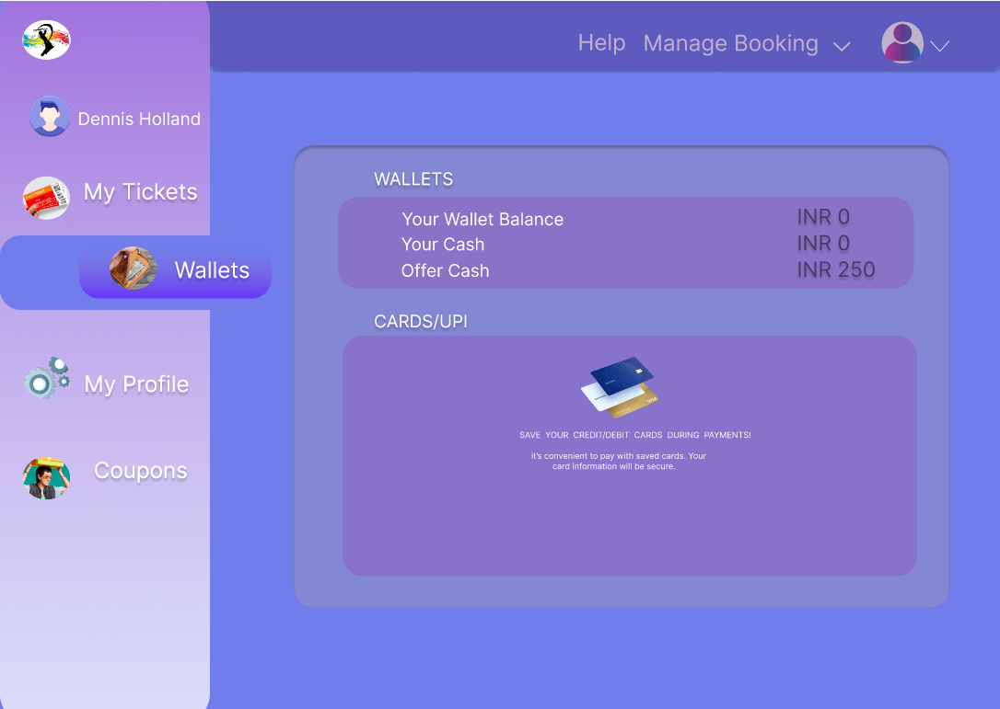 Help Manage Booking
Dennis Holland
My Tickets
Wallets
My Profile
Coupons
WALLETS
Your Wallet Balance INR 0
Your Cash INR 0
Offer Cash INR 250
CARDS/UPI
SAVE YOUR CREDIT/DEBIT CARDS DURING PAYMENTS!
it's convenient to pay with saved cards. Your
card information will be secure.